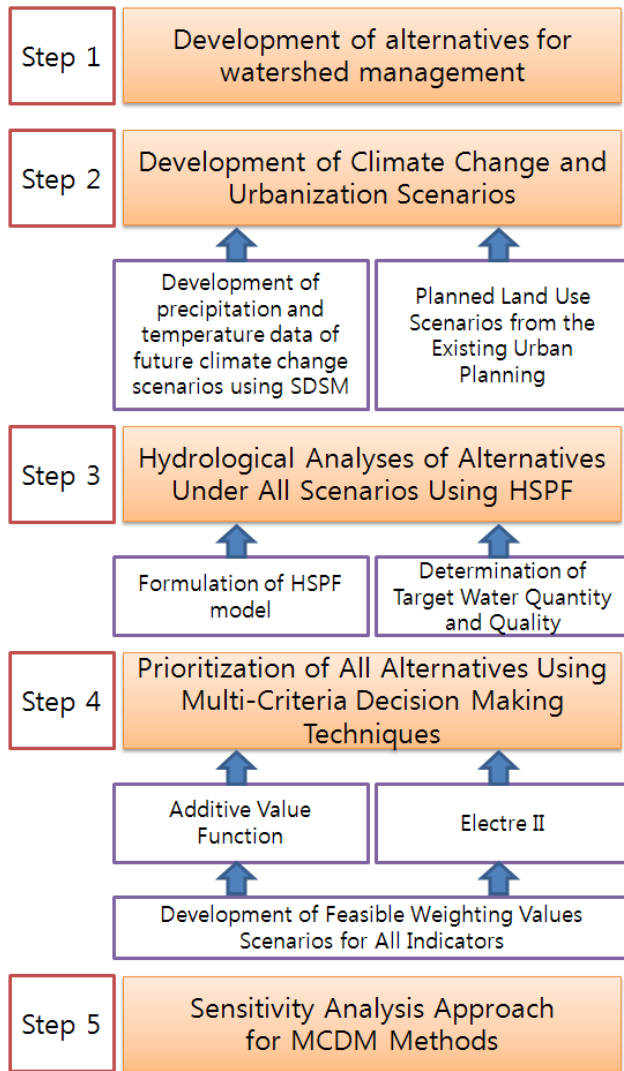 Step 1
Development of alternatives for
watershed management
Step 2
Development of Climate Change and
Urbanization Scenarios
Development of
precipitation and
temperature data of
future climate change
scenarios using SDSM
Planned Land Use
Scenarios from the
Existing Urban
Planning
Step 3
Hydrological Analyses of Alternatives
Under All Scenarios Using HSPF
Formulation of HSPF
model
Determination of
Target Water Quantity
and Quality
Step 4
Prioritization of All Alternatives Using
Multi-Criteria Decision Making
Techniques
Additive Value
Function
Electre II
Development of Feasible Weighting Values
Scenarios for All Indicators
Step 5
Sensitivity Analysis Approach
for MCDM Methods